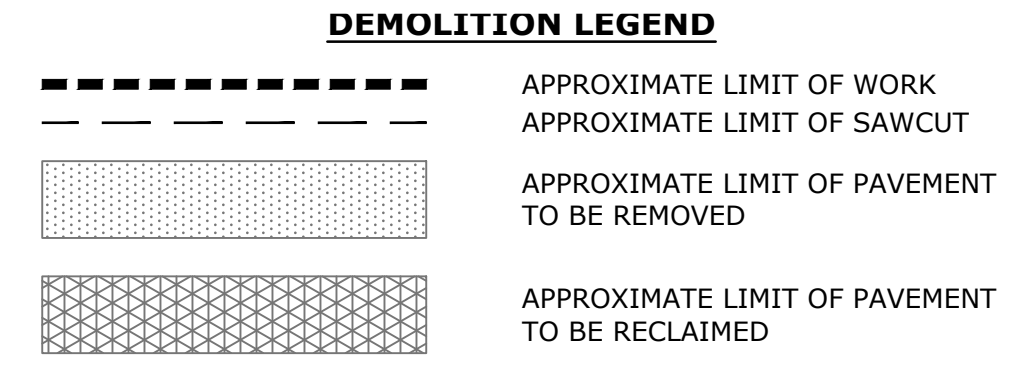 DEMOLITION LEGEND
APPROXIMATE LIMIT OF WORK
APPROXIMATE LIMIT OF SAWCUT
APPROXIMATE LIMIT OF PAVEMENT
TO BE REMOVED
APPROXIMATE LIMIT OF PAVEMENT
TO BE RECLAIMED